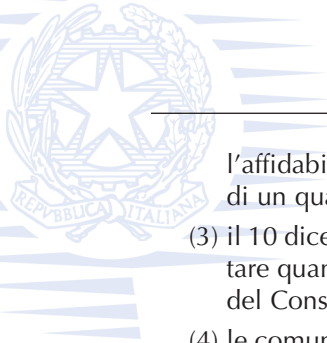 REPVBBLICA ITALIANA
l'affidabi
di un qua
(3) il 10 dice
tare quar
del Cons
(4) le comur